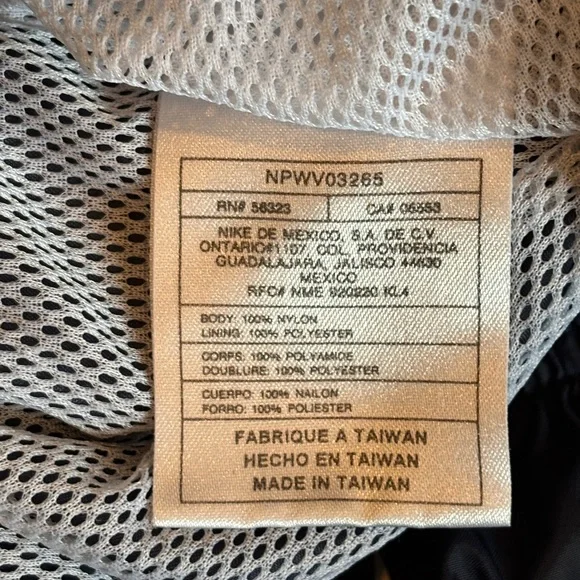 NPWV03265
RN# 56323 CA# 05553
NIKE DE MEXICO, S.A. DE C.V.
ONTARIO#1107 COL. PROVIDENCIA
GUADALAJARA, JALISCO 44630
MEXICO
RFC# NME 920220 KL4
BODY: 100% NYLON
LINING: 100% POLYESTER
CORPS: 100% POLYAMIDE
DOUBLURE: 100% POLYESTER
CUERPO: 100% NAILON
FORRO: 100% POLIESTER
FABRIQUE A TAIWAN
HECHO EN TAIWAN
MADE IN TAIWAN